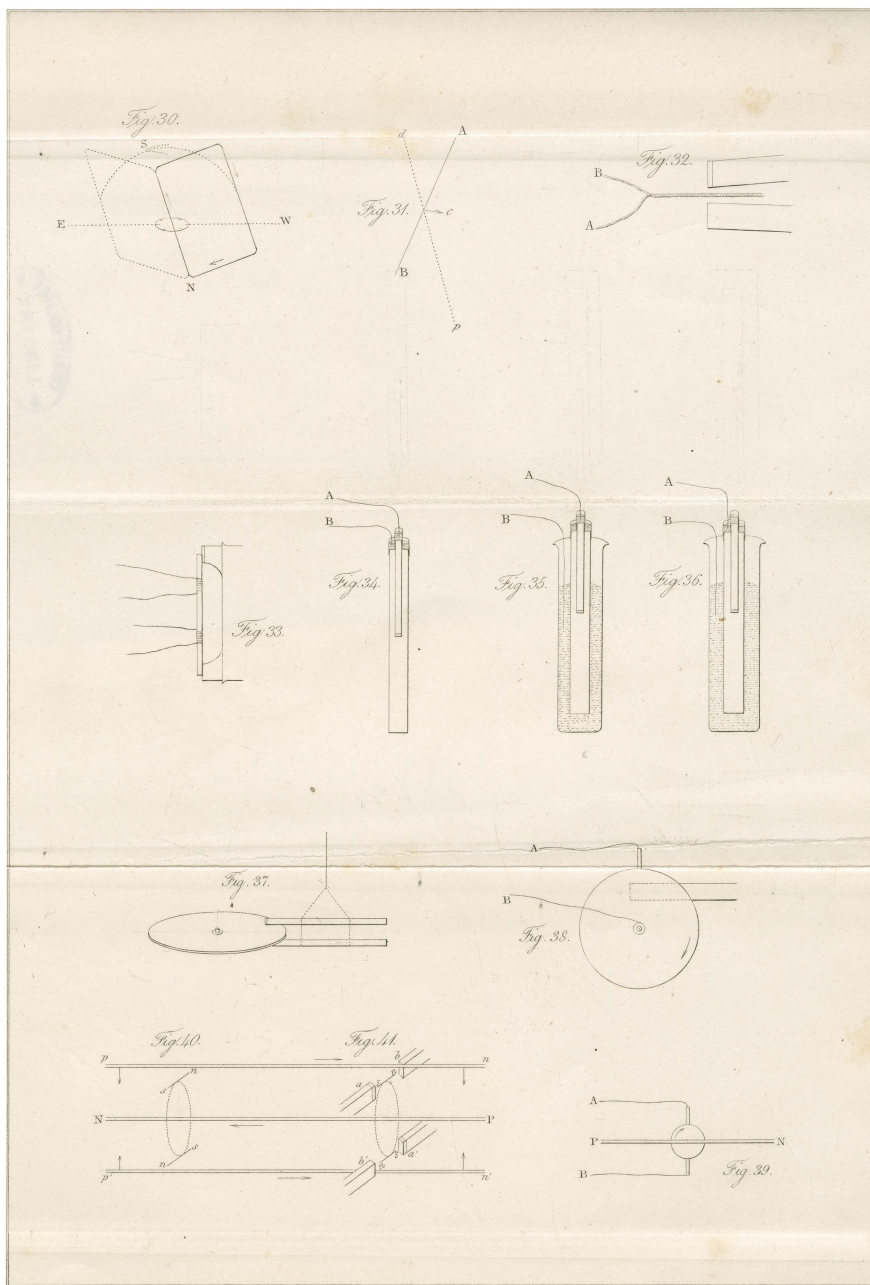 Fig. 30.
S
E
W
N
d
A
Fig. 31.
c
B
p
Fig. 32.
B
A
Fig. 33.
A
B
Fig. 34.
A
B
Fig. 35.
A
B
Fig. 36.
Fig. 37.
A
B
Fig. 38.
Fig. 40.
Fig. 41.
p
n
s
n
a
s
n
b
n
N
P
s
n
b'
n
s
a'
p'
n'
A
P
N
B
Fig. 39.